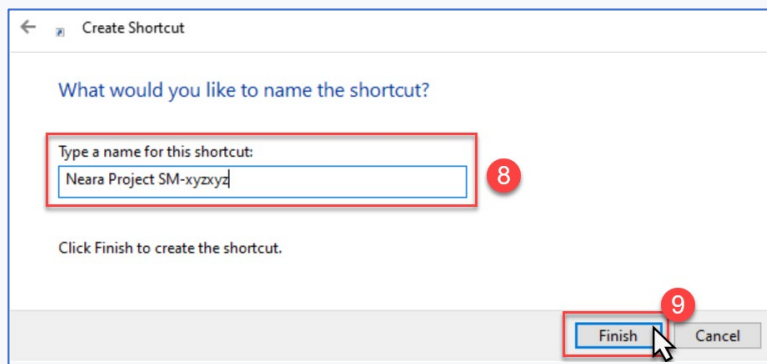 Create Shortcut
What would you like to name the shortcut?
Type a name for this shortcut:
Neara Project SM-xyzxyz
8
Click Finish to create the shortcut.
9
Finish Cancel